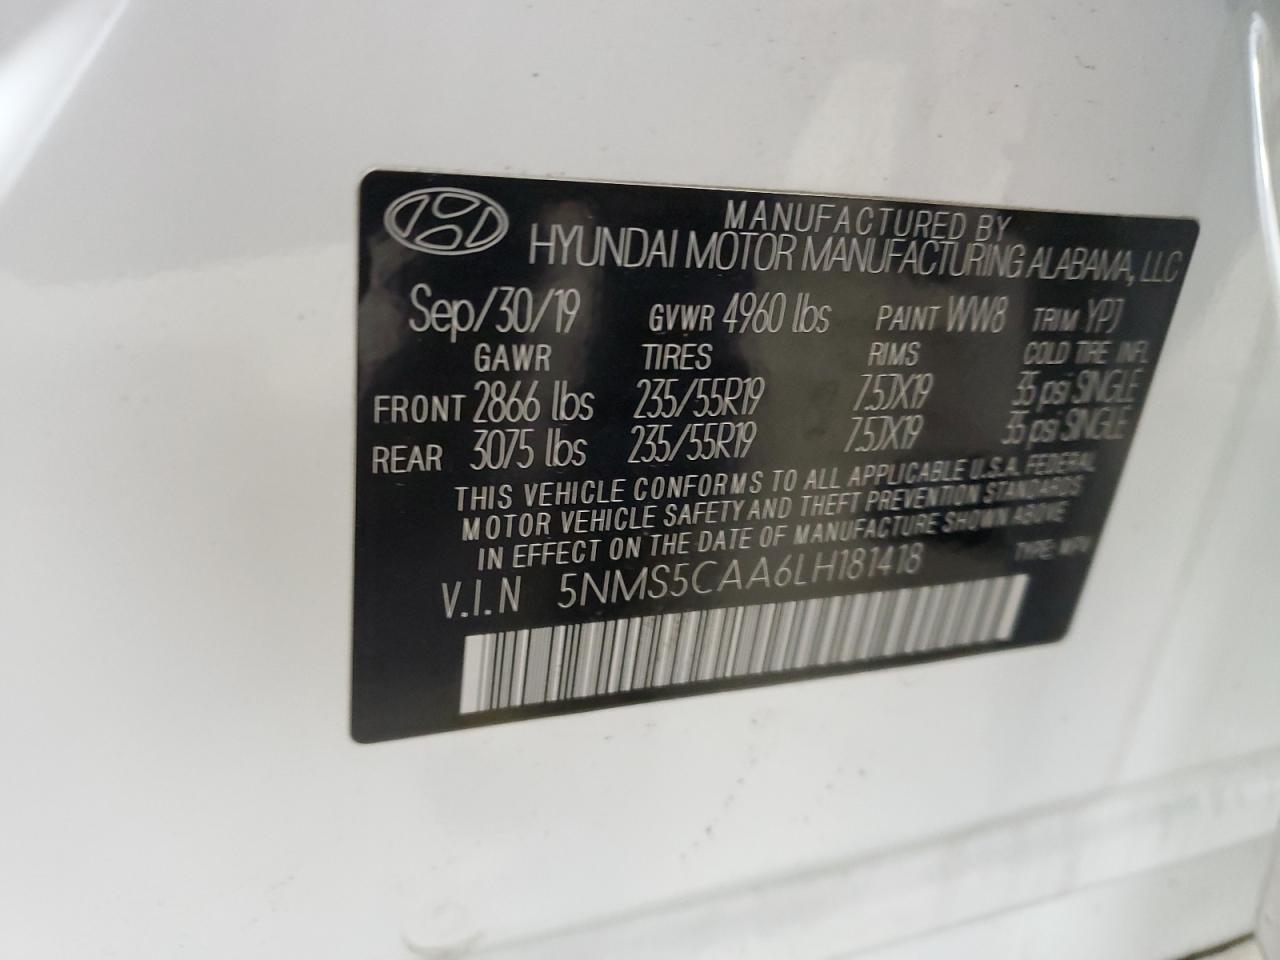 MANUFACTURED BY
HYUNDAI MOTOR MANUFACTURING ALABAMA, LLC
Sep/30/19 GVWR 4960 lbs PAINT WW8 TRIM YPJ
GAWR TIRES RIMS COLD TIRE INFL
FRONT 2866 lbs 235/55R19 7.5JX19 35 psi SINGLE
REAR 3075 lbs 235/55R19 7.5JX19 35 psi SINGLE
THIS VEHICLE CONFORMS TO ALL APPLICABLE U.S.A. FEDERAL
MOTOR VEHICLE SAFETY AND THEFT PREVENTION STANDARDS
IN EFFECT ON THE DATE OF MANUFACTURE SHOWN ABOVE
V.I.N 5NMS5CAA6LH181418 TYPE: MPV